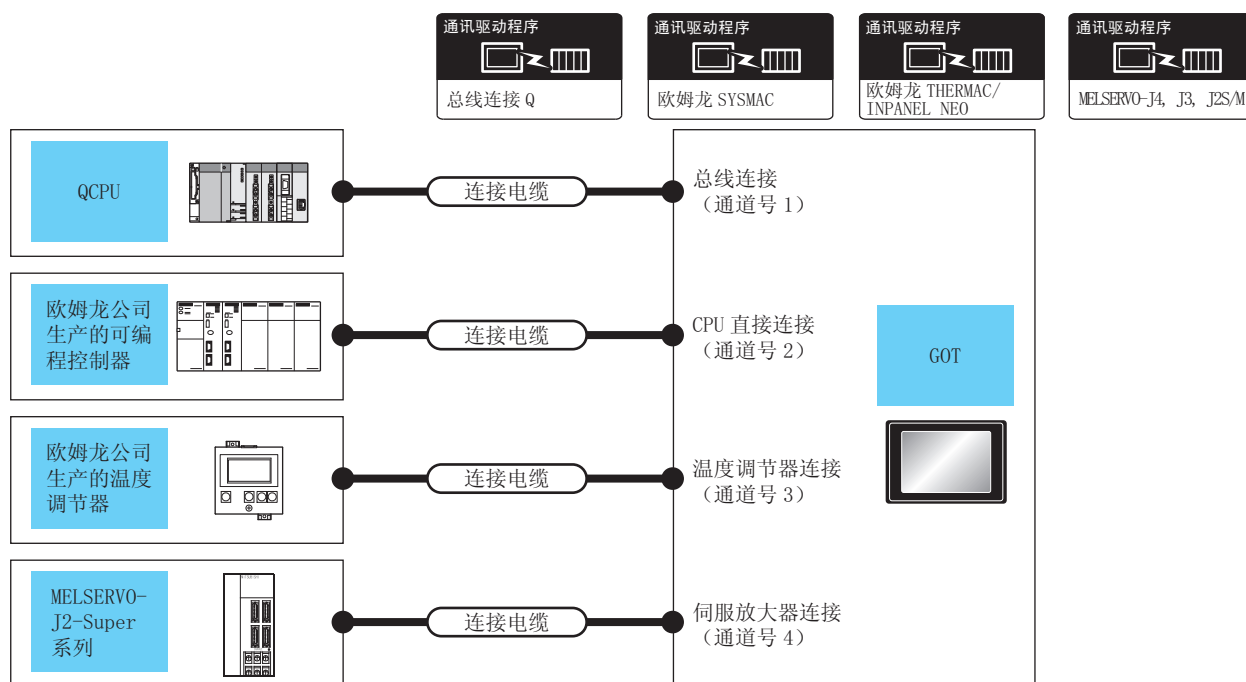 通讯驱动程序
总线连接 Q
通讯驱动程序
欧姆龙 SYSMAC
通讯驱动程序
欧姆龙 THERMAC/
INPANEL NEO
通讯驱动程序
MELSERVO-J4, J3, J2S/M
QCPU
连接电缆
总线连接
（通道号 1）
欧姆龙公司
生产的可编
程控制器
连接电缆
CPU 直接连接
（通道号 2）
GOT
欧姆龙公司
生产的温度
调节器
连接电缆
温度调节器连接
（通道号 3）
MELSERVO-
J2-Super
系列
连接电缆
伺服放大器连接
（通道号 4）